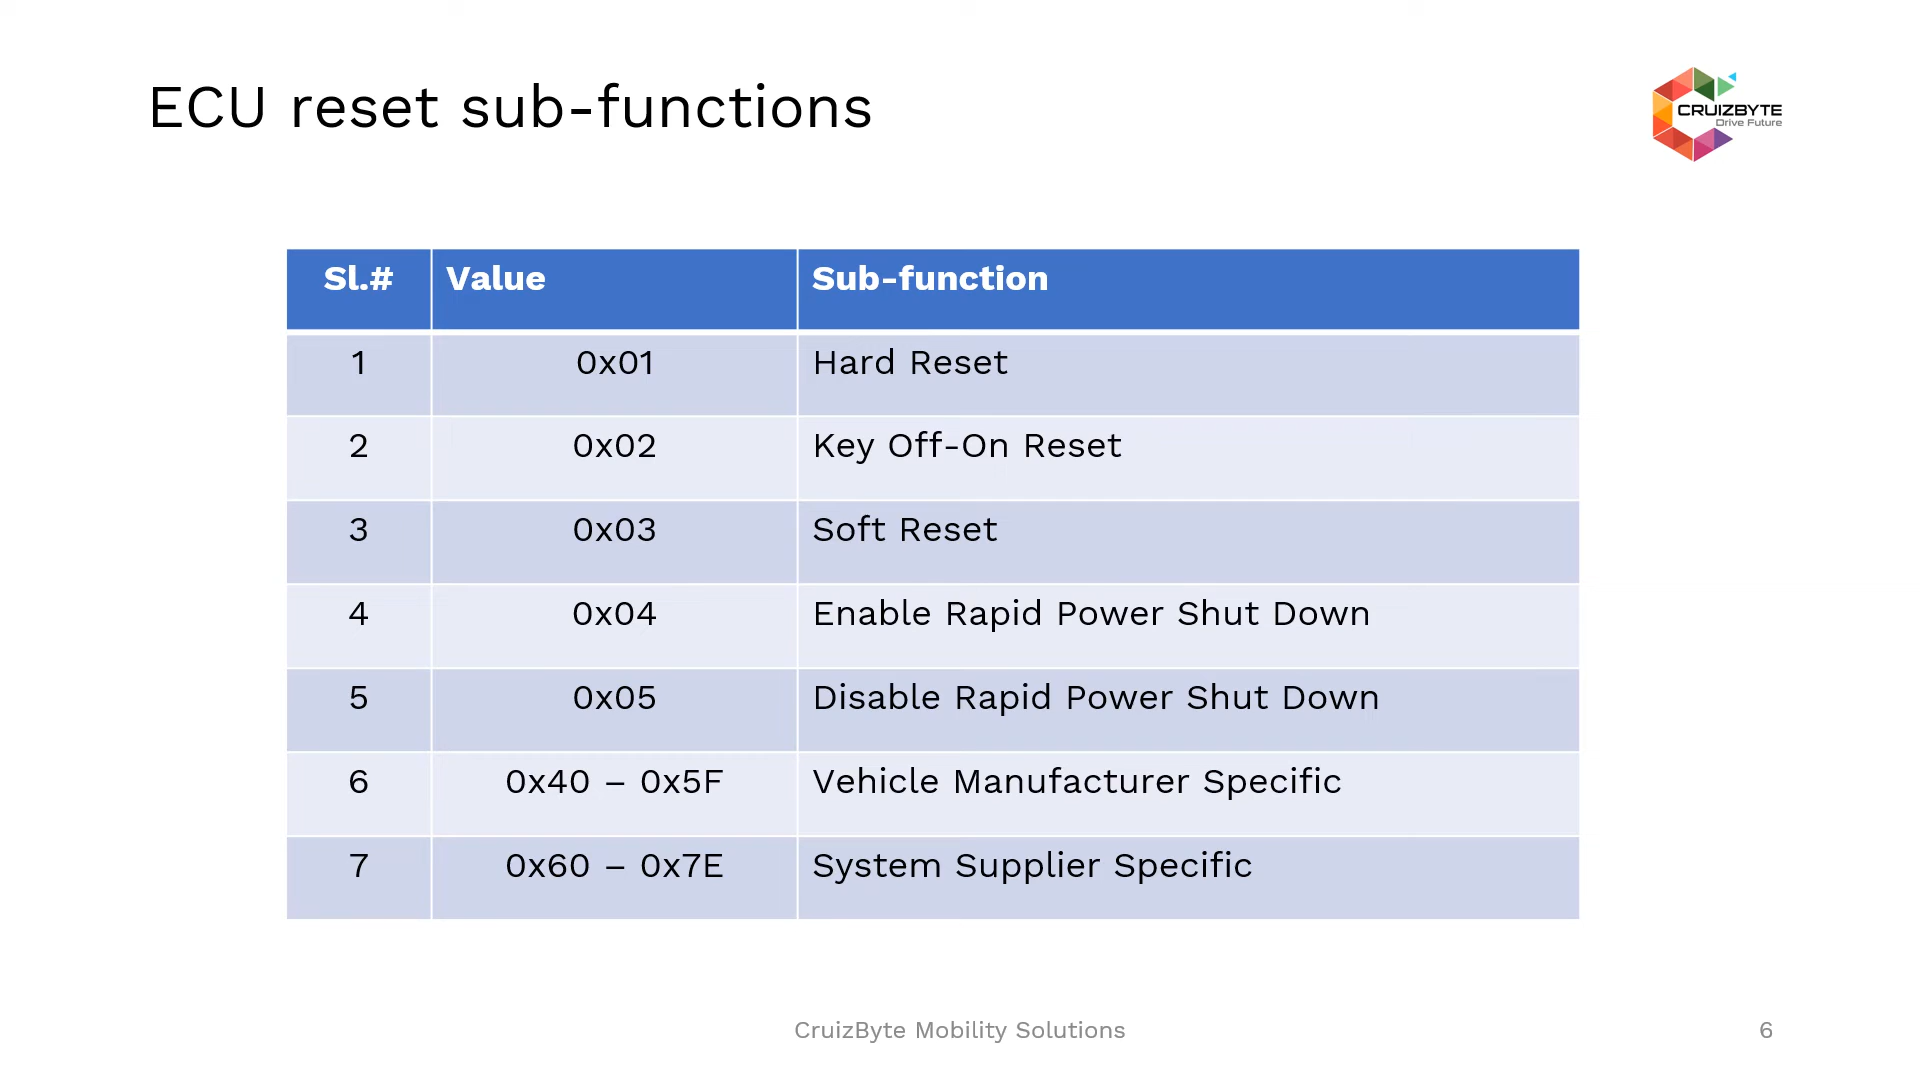 ECU reset sub-functions
CRUIZBYTE
Drive Future
Sl.# Value Sub-function
1 0x01 Hard Reset
2 0x02 Key Off-On Reset
3 0x03 Soft Reset
4 0x04 Enable Rapid Power Shut Down
5 0x05 Disable Rapid Power Shut Down
6 0x40 – 0x5F Vehicle Manufacturer Specific
7 0x60 – 0x7E System Supplier Specific
CruizByte Mobility Solutions 6